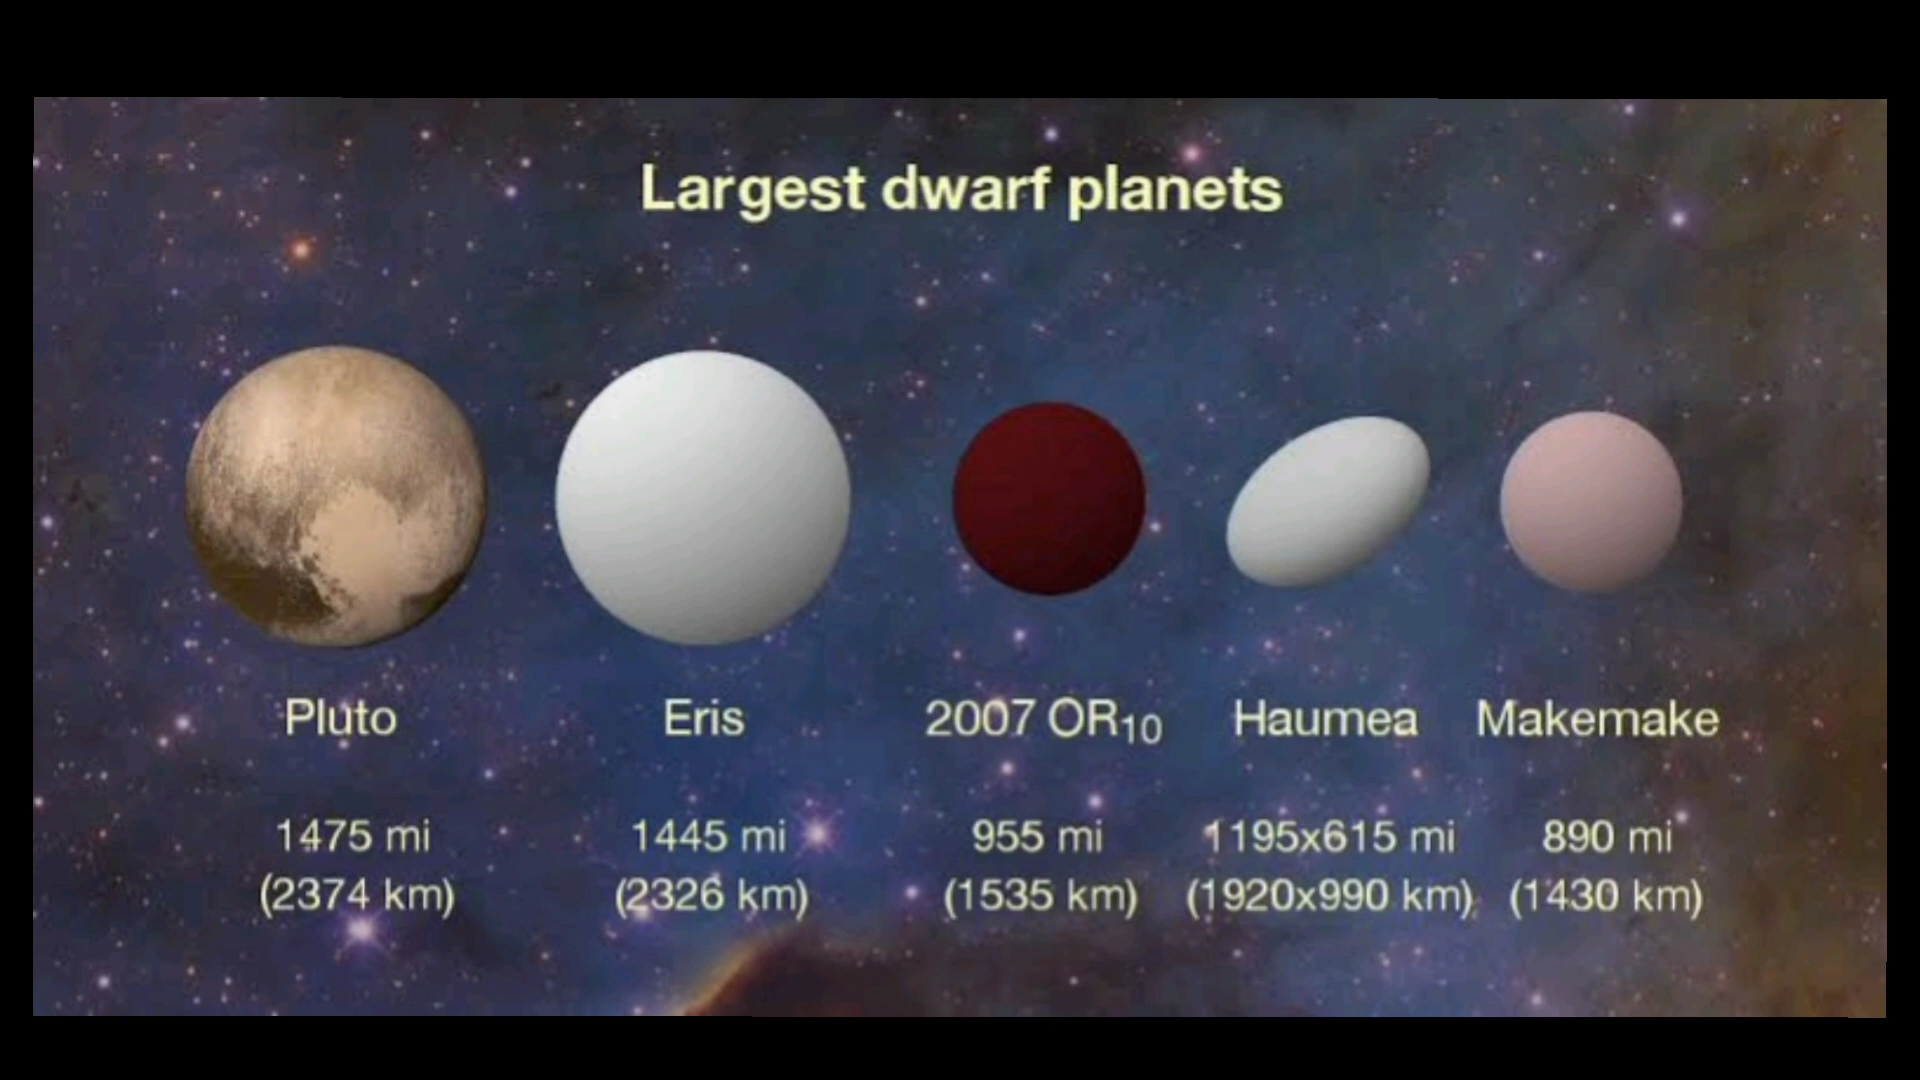 Largest dwarf planets
Pluto Eris 2007 OR₁₀ Haumea Makemake
1475 mi 1445 mi 955 mi 1195x615 mi 890 mi
(2374 km) (2326 km) (1535 km) (1920x990 km) (1430 km)